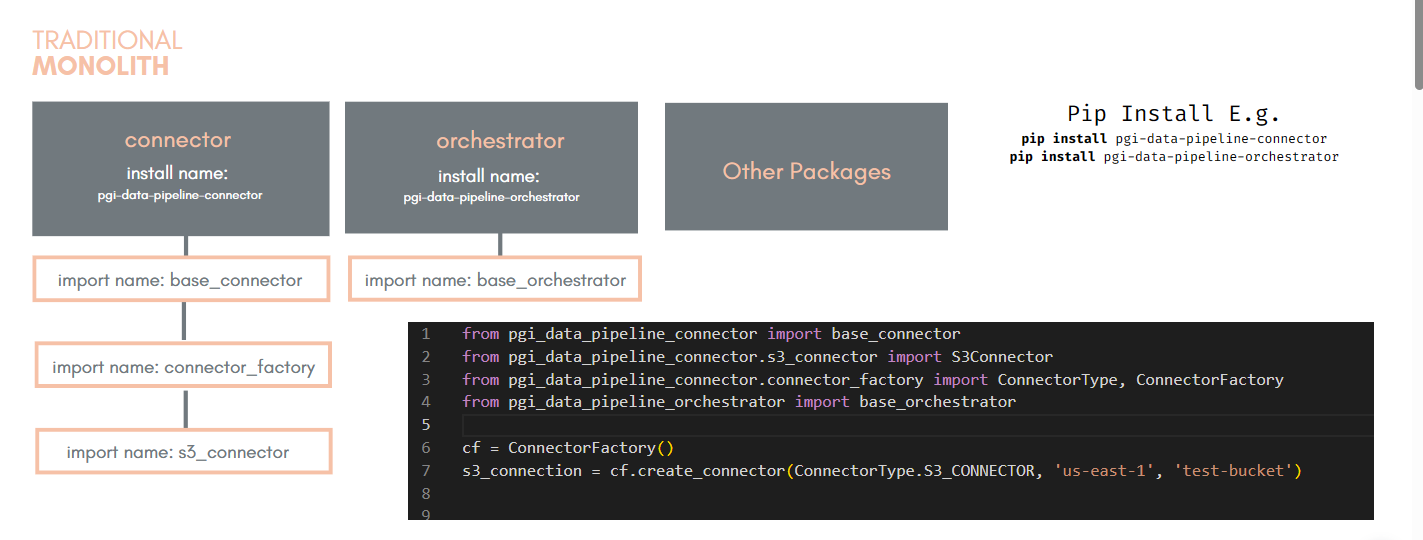 TRADITIONAL
MONOLITH
connector
install name:
pgi-data-pipeline-connector
import name: base_connector
import name: connector_factory
import name: s3_connector
orchestrator
install name:
pgi-data-pipeline-orchestrator
import name: base_orchestrator
Other Packages
Pip Install E.g.
pip install pgi-data-pipeline-connector
pip install pgi-data-pipeline-orchestrator
1 from pgi_data_pipeline_connector import base_connector
2 from pgi_data_pipeline_connector.s3_connector import S3Connector
3 from pgi_data_pipeline_connector.connector_factory import ConnectorType, ConnectorFactory
4 from pgi_data_pipeline_orchestrator import base_orchestrator
5
6 cf = ConnectorFactory()
7 s3_connection = cf.create_connector(ConnectorType.S3_CONNECTOR, 'us-east-1', 'test-bucket')
8
9